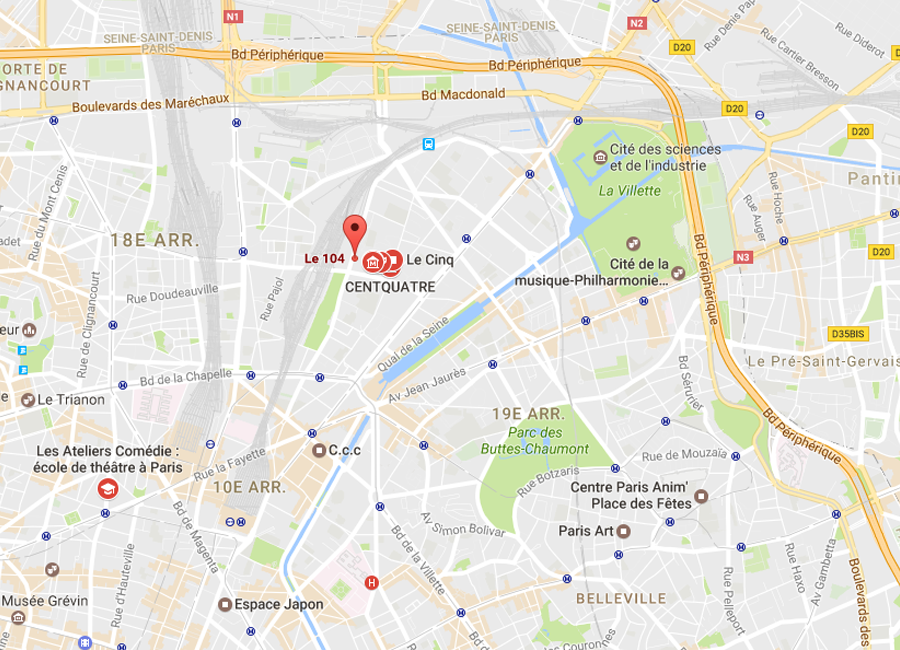 N1
SEINE-SAINT-DENIS
PARIS
SEINE-SAINT-DENIS
PARIS
N2
Rue Denis Papin
D20
Rue Cartier Bresson
Rue Diderot
Bd Périphérique
Bd Périphérique
ORTE DE
GNANCOURT
Boulevards des Maréchaux
Bd Macdonald
D20
D20
Cité des sciences
et de l'industrie
La Villette
Rue du Mont Cenis
Rue Hoche
Rue Auger
Pantin
adet
18E ARR.
Le 104
Le Cinq
CENTQUATRE
Cité de la
musique-Philharmonie...
Bd Périphérique
N3
D20
Rue Doudeauville
Rue Pajol
Rue de Clignancourt
Quai de la Seine
D35BIS
eur
Le Pré-Saint-Gervais
Bd de la Chapelle
Av Jean Jaurès
Bd Sérurier
e
Le Trianon
19E ARR.
Parc des
Buttes-Chaumont
Bd Périphérique
Les Ateliers Comédie :
école de théâtre à Paris
Rue la Fayette
C.c.c
Rue de Mouzaïa
Rue Botzaris
10E ARR.
Centre Paris Anim'
Place des Fêtes
Bd de Magenta
Av Simon Bolivar
Paris Art
Bd de la Villette
Rue d'Hauteville
H
Rue Pelleport
Rue Haxo
Av Gambetta
Boulevards des
Musée Grévin
Espace Japon
BELLEVILLE
Rue des Couronnes